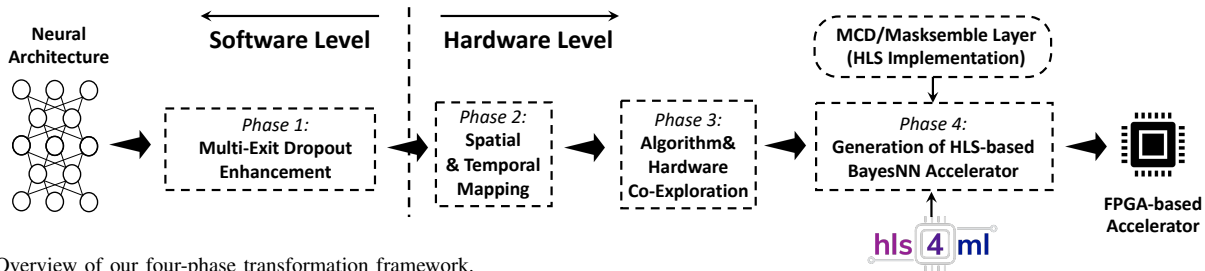 Neural
Architecture
Software Level
Hardware Level
MCD/Masksemble Layer
(HLS Implementation)
Phase 1:
Multi-Exit Dropout
Enhancement
Phase 2:
Spatial
& Temporal
Mapping
Phase 3:
Algorithm&
Hardware
Co-Exploration
Phase 4:
Generation of HLS-based
BayesNN Accelerator
FPGA-based
Accelerator
hls 4 ml
Overview of our four-phase transformation framework.